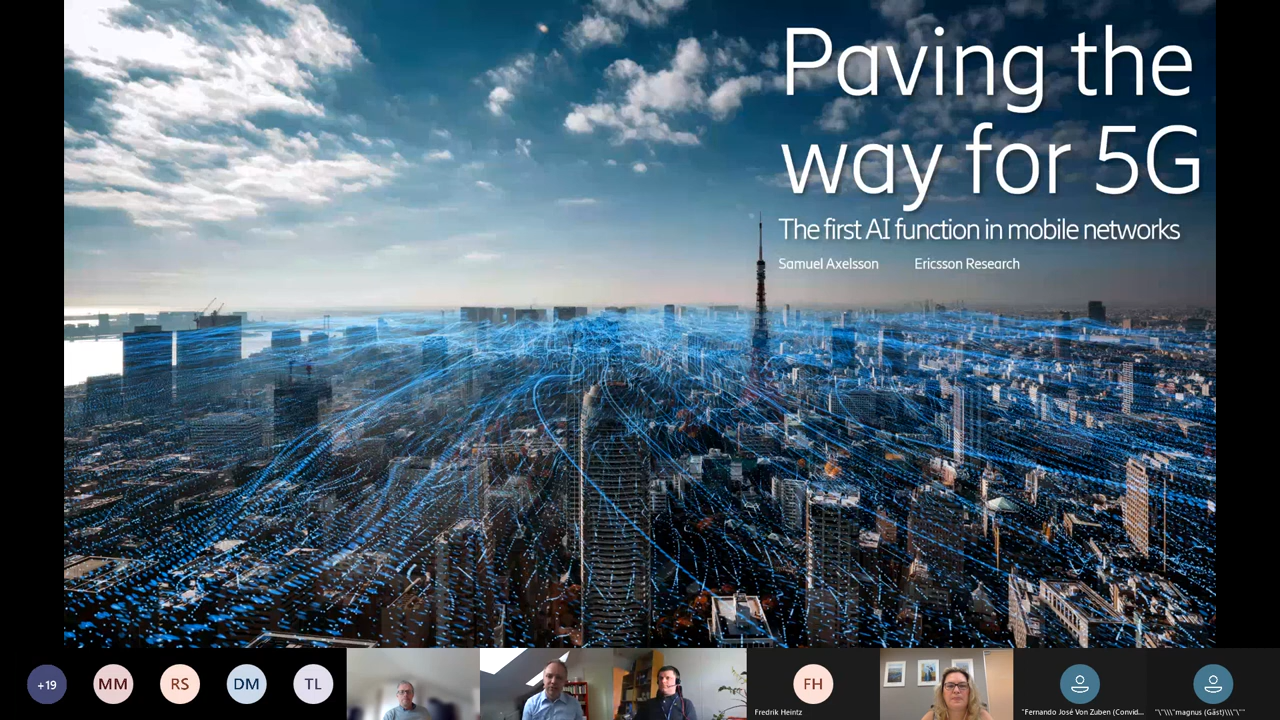 Paving the
way for 5G
The first AI function in mobile networks
Samuel Axelsson Ericsson Research
+19
MM
RS
DM
TL
FH
Fredrik Heintz
"Fernando José Von Zuben (Convid...
"\"\\\"magnus (Gäst)\\\"\""